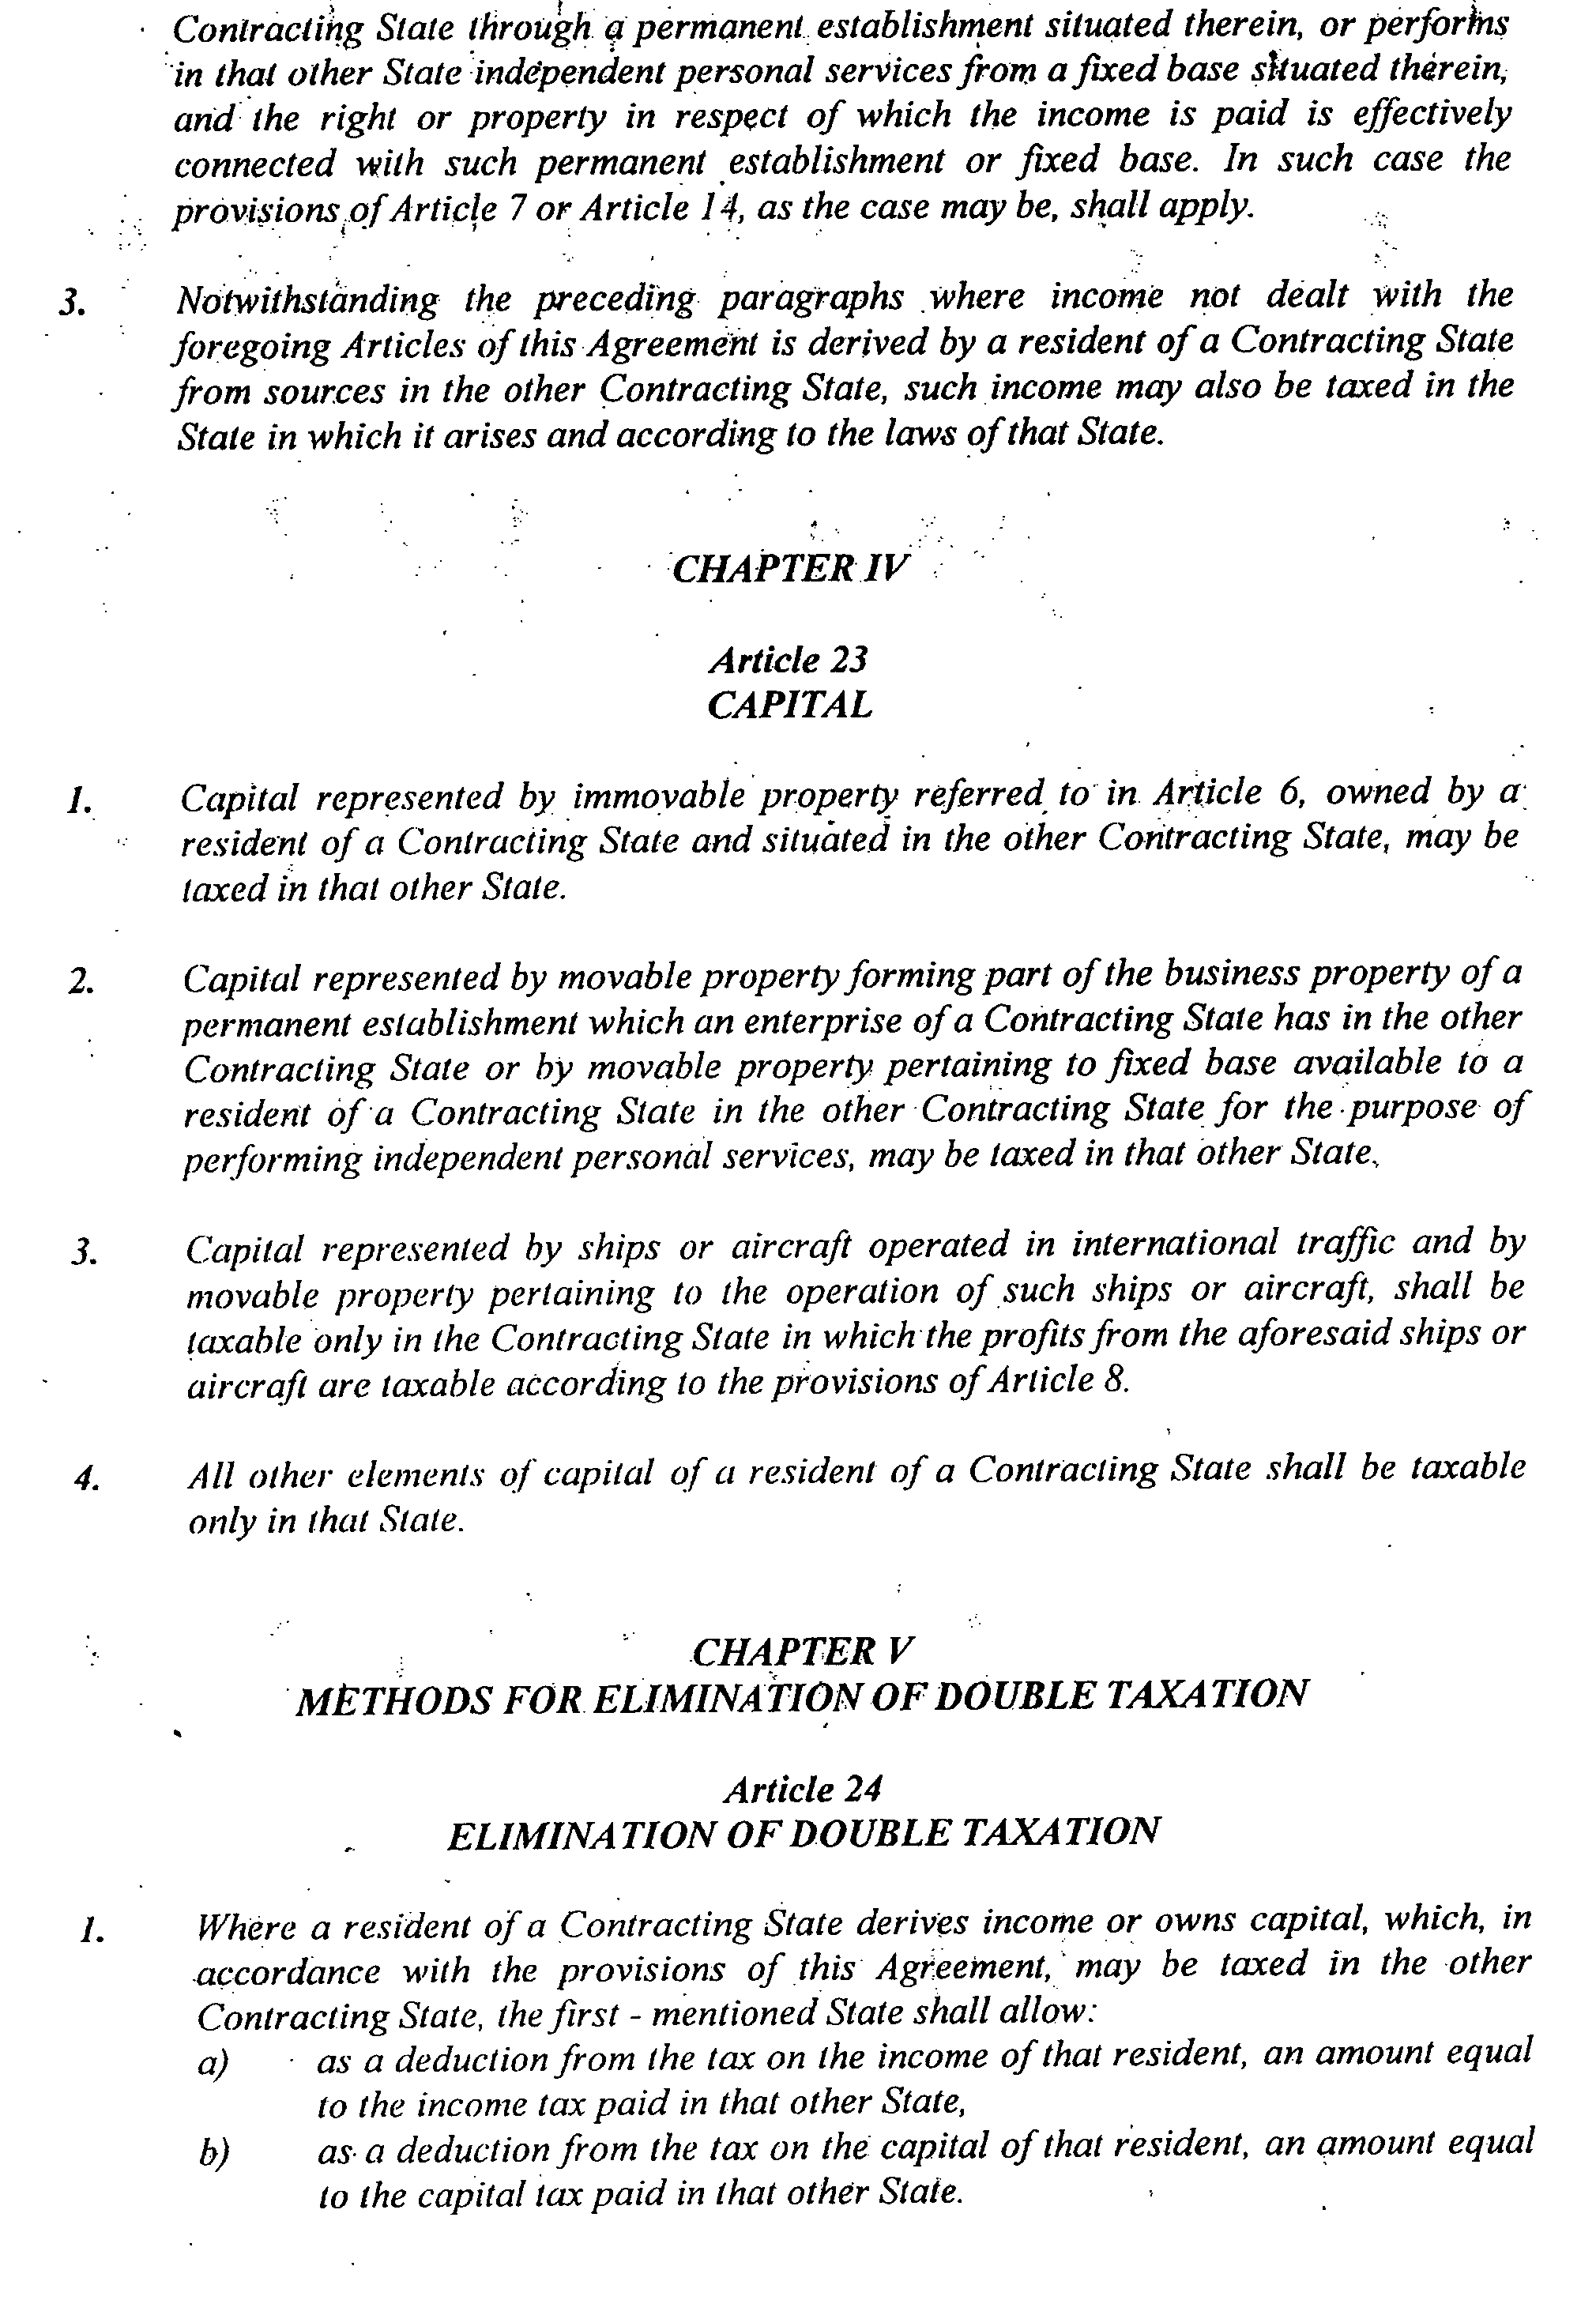 Contracting State through a permanent establishment situated therein, or performs
in that other State independent personal services from a fixed base situated therein,
and the right or property in respect of which the income is paid is effectively
connected with such permanent establishment or fixed base. In such case the
provisions of Article 7 or Article 14, as the case may be, shall apply.
3. Notwithstanding the preceding paragraphs where income not dealt with the
foregoing Articles of this Agreement is derived by a resident of a Contracting State
from sources in the other Contracting State, such income may also be taxed in the
State in which it arises and according to the laws of that State.
CHAPTER IV
Article 23
CAPITAL
1. Capital represented by immovable property referred to in Article 6, owned by a
resident of a Contracting State and situated in the other Contracting State, may be
taxed in that other State.
2. Capital represented by movable property forming part of the business property of a
permanent establishment which an enterprise of a Contracting State has in the other
Contracting State or by movable property pertaining to fixed base available to a
resident of a Contracting State in the other Contracting State for the purpose of
performing independent personal services, may be taxed in that other State.
3. Capital represented by ships or aircraft operated in international traffic and by
movable property pertaining to the operation of such ships or aircraft, shall be
taxable only in the Contracting State in which the profits from the aforesaid ships or
aircraft are taxable according to the provisions of Article 8.
4. All other elements of capital of a resident of a Contracting State shall be taxable
only in that State.
CHAPTER V
METHODS FOR ELIMINATION OF DOUBLE TAXATION
Article 24
ELIMINATION OF DOUBLE TAXATION
1. Where a resident of a Contracting State derives income or owns capital, which, in
accordance with the provisions of this Agreement, may be taxed in the other
Contracting State, the first - mentioned State shall allow:
a) as a deduction from the tax on the income of that resident, an amount equal
to the income tax paid in that other State,
b) as a deduction from the tax on the capital of that resident, an amount equal
to the capital tax paid in that other State.